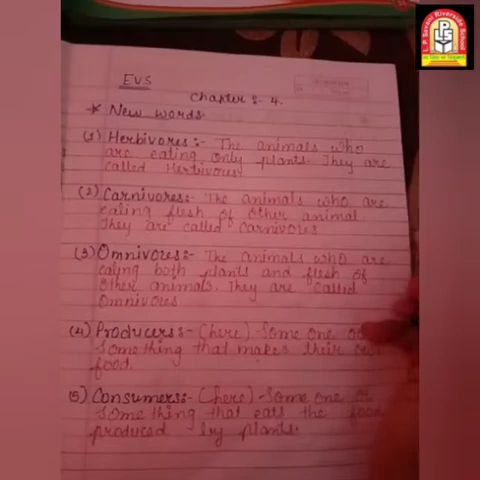 L P Savani Riverside School
LPS
EVS
Chapter :- 4.
* New words
(1) Herbivores :- The animals who
are eating only plants. They are
called Herbivores
(2) Carnivores:- The animals who are
eating flesh of other animal
They are called carnivores
(3) Omnivores:- The animals who are
eating both plants and flesh of
other animals. They are called
Omnivores
(4) Producers:- (here) Some one or
something that makes their own
food.
(5) Consumers:- (here) Some one or
something that eats the food
produced by plants.